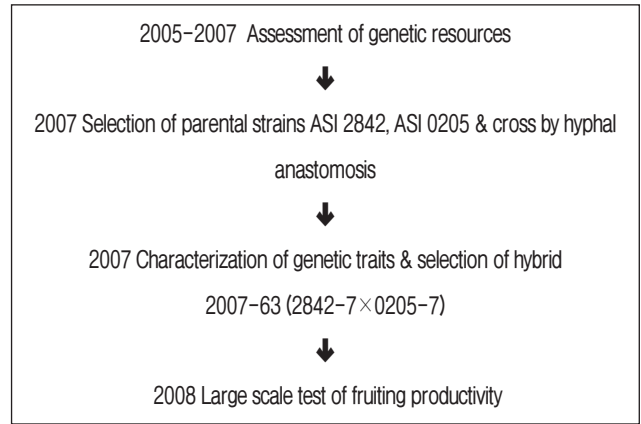 2005-2007 Assessment of genetic resources
🡻
2007 Selection of parental strains ASI 2842, ASI 0205 & cross by hyphal
anastomosis
🡻
2007 Characterization of genetic traits & selection of hybrid
2007-63 (2842-7×0205-7)
🡻
2008 Large scale test of fruiting productivity